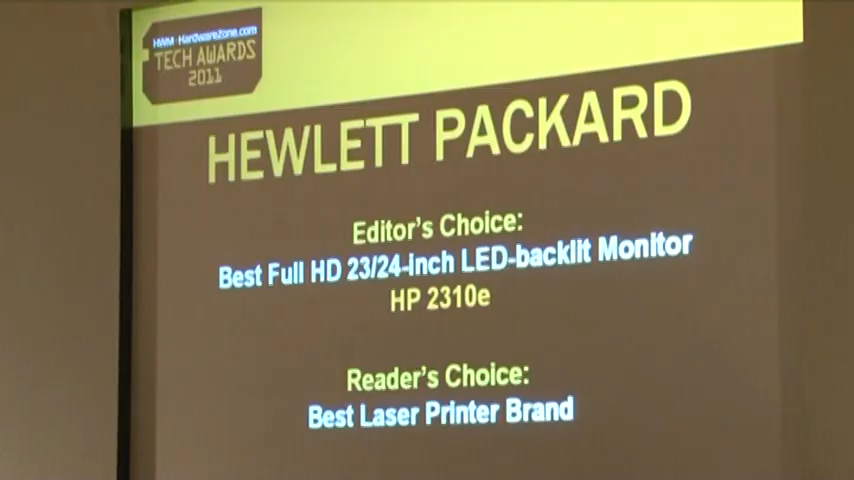 HWM HardwareZone.com
TECH AWARDS
2011
HEWLETT PACKARD
Editor's Choice:
Best Full HD 23/24-inch LED-backlit Monitor
HP 2310e
Reader's Choice:
Best Laser Printer Brand